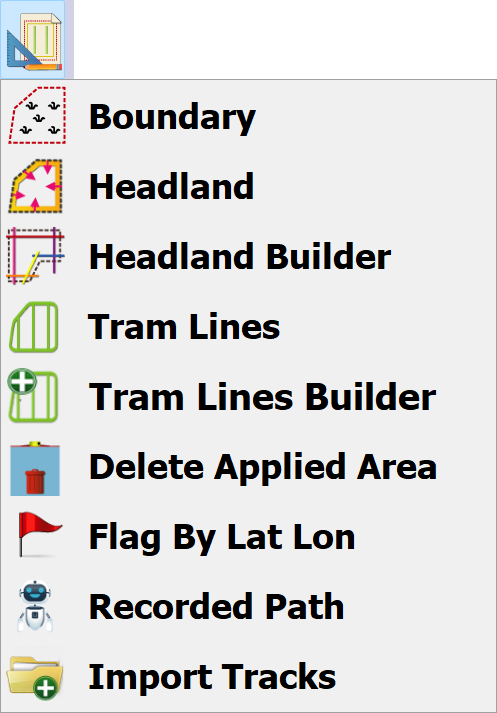 Boundary
Headland
Headland Builder
Tram Lines
Tram Lines Builder
Delete Applied Area
Flag By Lat Lon
Recorded Path
Import Tracks